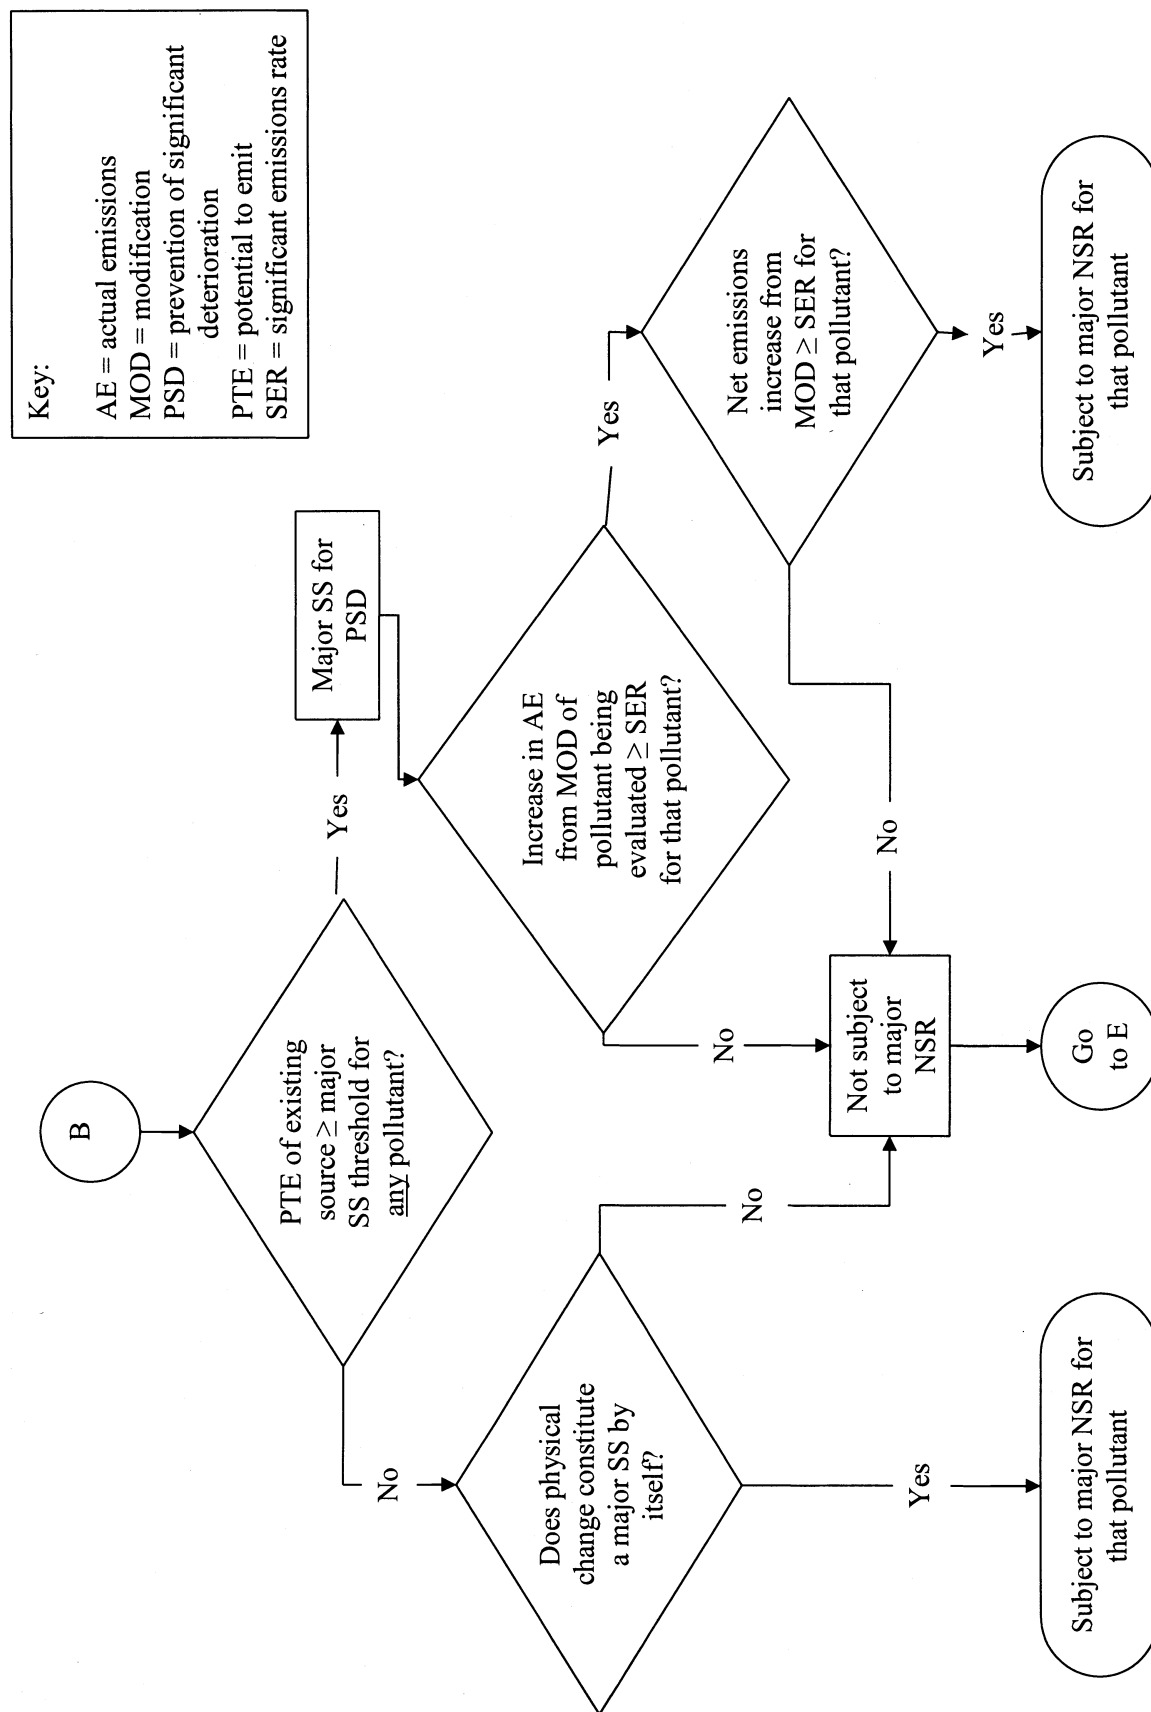 Key:
AE = actual emissions
MOD = modification
PSD = prevention of significant
deterioration
PTE = potential to emit
SER = significant emissions rate
B
PTE of existing
source ≥ major
SS threshold for
any pollutant?
Yes
Major SS for
PSD
No
Does physical
change constitute
a major SS by
itself?
Increase in AE
from MOD of
pollutant being
evaluated ≥ SER
for that pollutant?
Yes
No
No
Net emissions
increase from
MOD ≥ SER for
that pollutant?
No
Yes
Yes
Not subject
to major
NSR
Subject to major NSR for
that pollutant
Go
to E
Subject to major NSR for
that pollutant